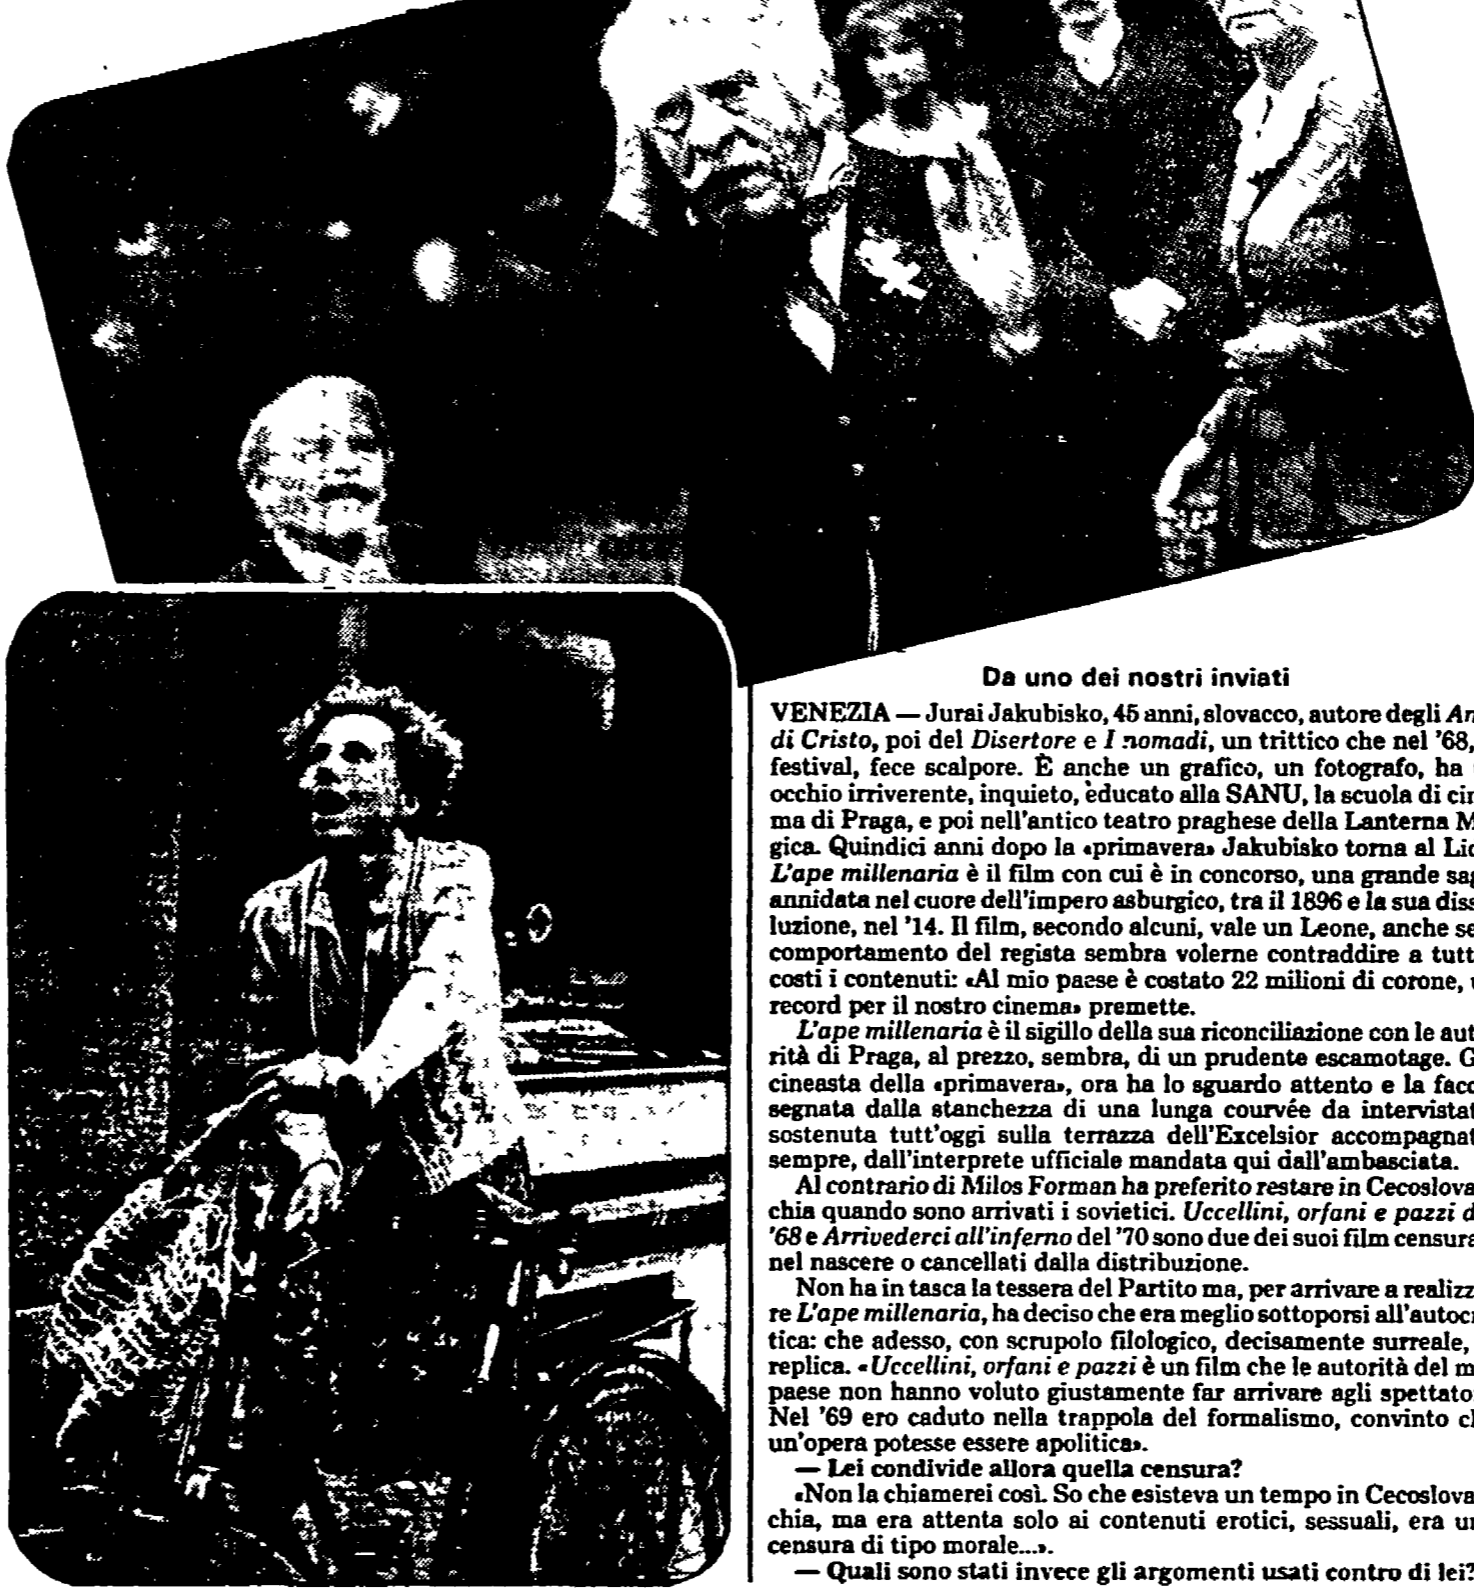 Da uno dei nostri inviati
VENEZIA — Jurai Jakubisko, 45 anni, slovacco, autore degli An
di Cristo, poi del Disertore e I nomadi, un trittico che nel '68,
festival, fece scalpore. È anche un grafico, un fotografo, ha
occhio irriverente, inquieto, educato alla SANU, la scuola di cin
ma di Praga, e poi nell'antico teatro praghese della Lanterna M
gica. Quindici anni dopo la «primavera» Jakubisko torna al Lid
L'ape millenaria è il film con cui è in concorso, una grande sag
annidata nel cuore dell'impero asburgico, tra il 1896 e la sua diss
luzione, nel '14. Il film, secondo alcuni, vale un Leone, anche se
comportamento del regista sembra volerne contraddire a tutt
costi i contenuti: «Al mio paese è costato 22 milioni di corone, u
record per il nostro cinema» premette.
L'ape millenaria è il sigillo della sua riconciliazione con le aut
rità di Praga, al prezzo, sembra, di un prudente escamotage. G
cineasta della «primavera», ora ha lo sguardo attento e la facc
segnata dalla stanchezza di una lunga courvée da intervistat
sostenuta tutt'oggi sulla terrazza dell'Excelsior accompagnat
sempre, dall'interprete ufficiale mandata qui dall'ambasciata.
Al contrario di Milos Forman ha preferito restare in Cecoslova
chia quando sono arrivati i sovietici. Uccellini, orfani e pazzi d
'68 e Arrivederci all'inferno del '70 sono due dei suoi film censura
nel nascere o cancellati dalla distribuzione.
Non ha in tasca la tessera del Partito ma, per arrivare a realizz
re L'ape millenaria, ha deciso che era meglio sottoporsi all'autocr
tica: che adesso, con scrupolo filologico, decisamente surreale,
replica. «Uccellini, orfani e pazzi è un film che le autorità del m
paese non hanno voluto giustamente far arrivare agli spettato
Nel '69 ero caduto nella trappola del formalismo, convinto ch
un'opera potesse essere apolitica».
— Lei condivide allora quella censura?
«Non la chiamerei così. So che esisteva un tempo in Cecoslova
chia, ma era attenta solo ai contenuti erotici, sessuali, era un
censura di tipo morale...».
— Quali sono stati invece gli argomenti usati contro di lei?